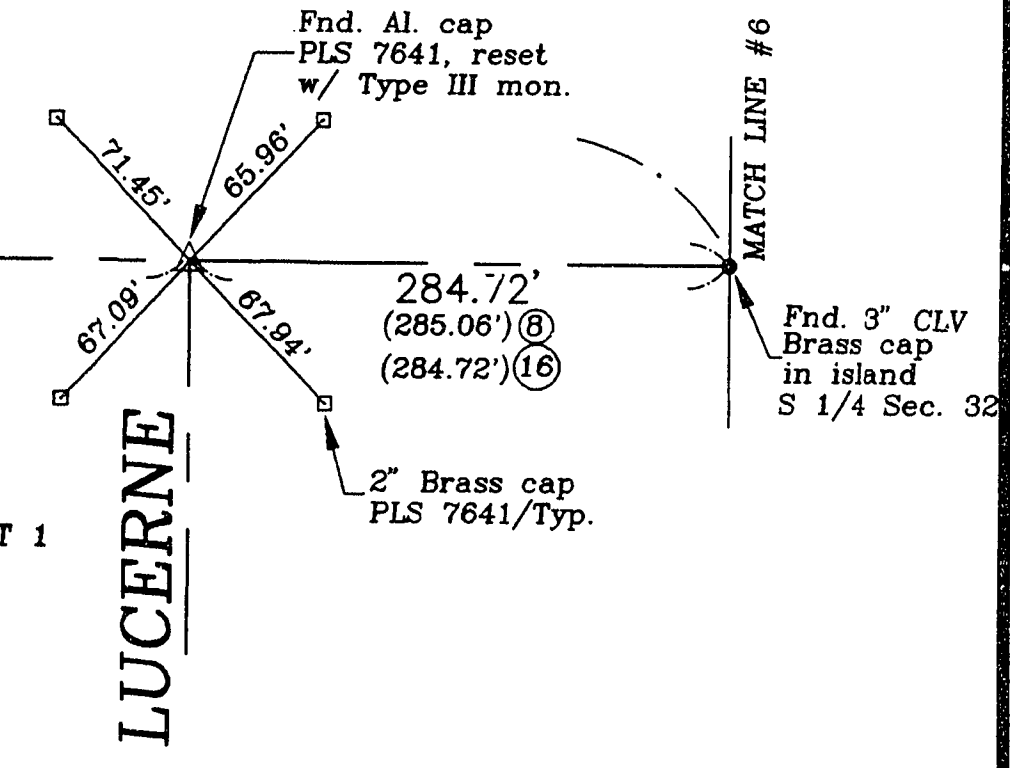 Fnd. Al. cap
PLS 7641, reset
w/ Type III mon.
MATCH LINE #6
71.45'
65.96'
67.09'
67.94'
284.72'
(285.06') 8
(284.72') 16
Fnd. 3" CLV
Brass cap
in island
S 1/4 Sec. 32
2" Brass cap
PLS 7641/Typ.
T 1
LUCERNE